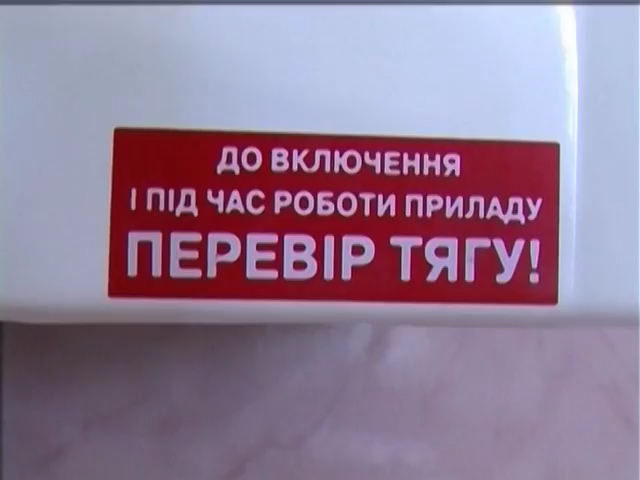 ДО ВКЛЮЧЕННЯ
І ПІД ЧАС РОБОТИ ПРИЛАДУ
ПЕРЕВІР ТЯГУ!